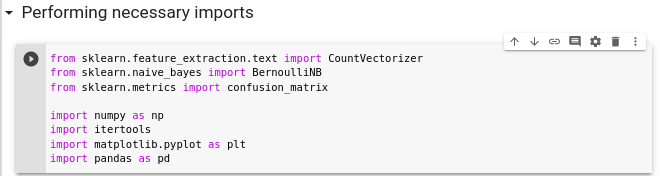 Performing necessary imports
from sklearn.feature_extraction.text import CountVectorizer
from sklearn.naive_bayes import BernoulliNB
from sklearn.metrics import confusion_matrix
import numpy as np
import itertools
import matplotlib.pyplot as plt
import pandas as pd